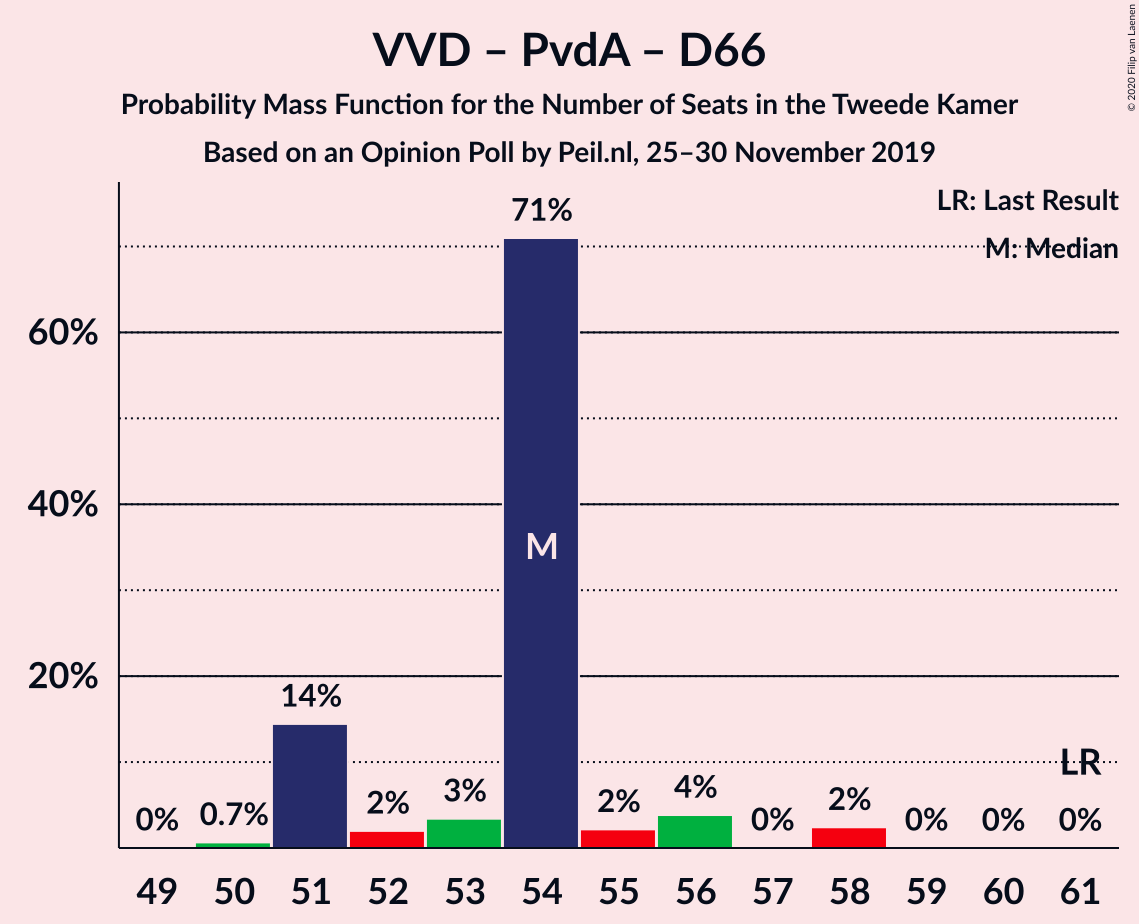 VVD – PvdA – D66
Probability Mass Function for the Number of Seats in the Tweede Kamer
Based on an Opinion Poll by Peil.nl, 25–30 November 2019
© 2020 Filip van Laenen
LR: Last Result
M: Median
60%
40%
20%
0%
0.7%
14%
2%
3%
71%
M
2%
4%
0%
2%
0%
0%
LR
0%
49 50 51 52 53 54 55 56 57 58 59 60 61